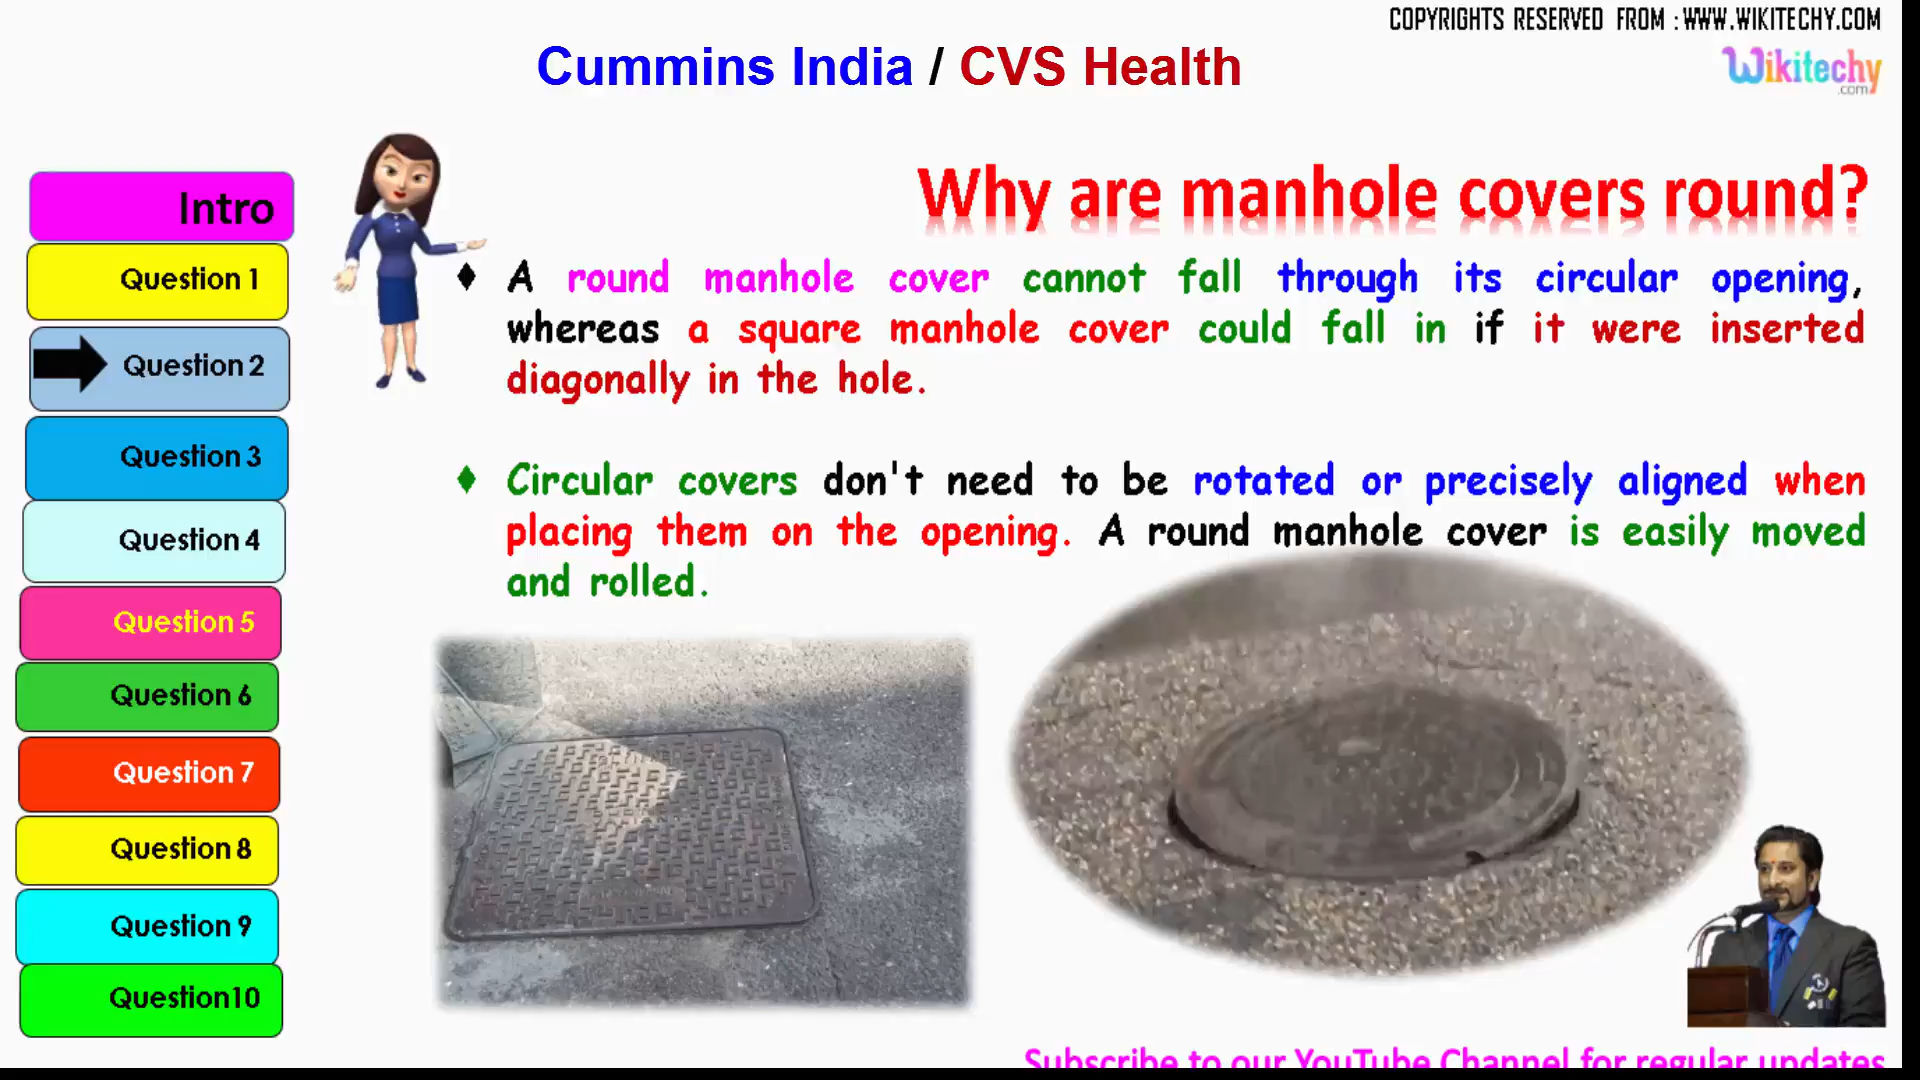 COPYRIGHTS RESERVED FROM : WWW.WIKITECHY.COM
Cummins India / CVS Health
Wikitechy
.com
Why are manhole covers round?
Intro
Question 1
Question 2
Question 3
Question 4
Question 5
Question 6
Question 7
Question 8
Question 9
Question10
A round manhole cover cannot fall through its circular opening,
whereas a square manhole cover could fall in if it were inserted
diagonally in the hole.
Circular covers don't need to be rotated or precisely aligned when
placing them on the opening. A round manhole cover is easily moved
and rolled.
Subscribe to our YouTube Channel for regular updates